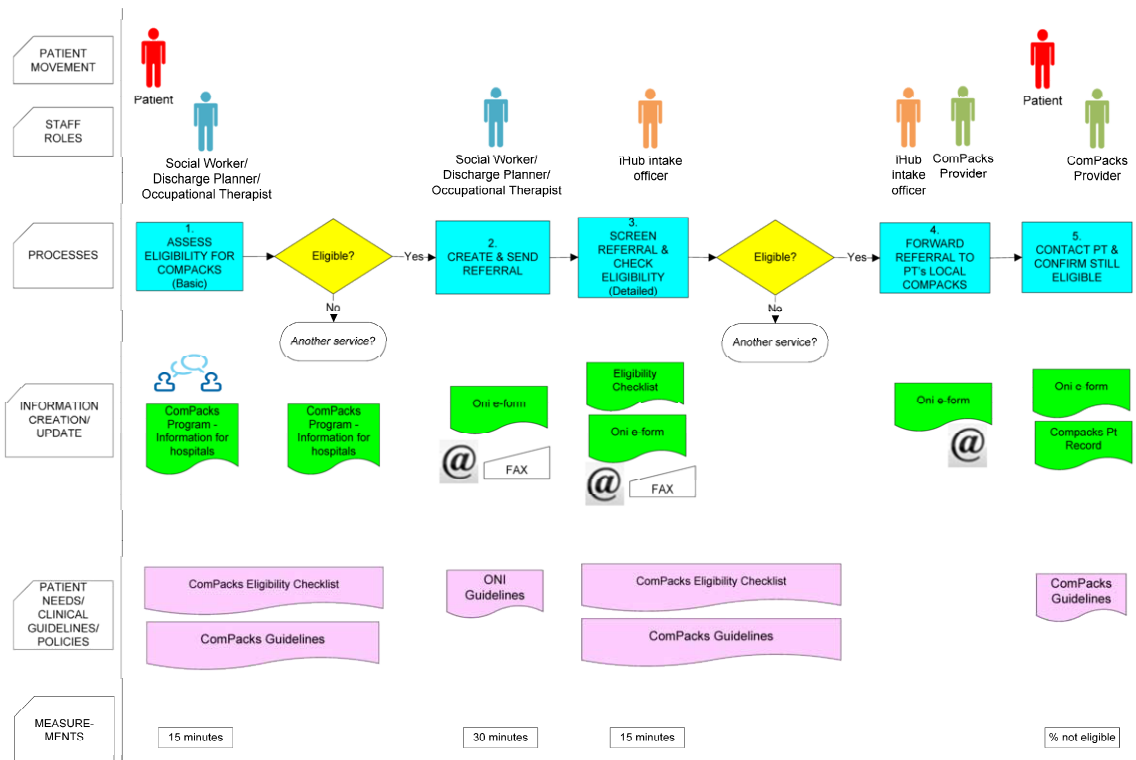 PATIENT
MOVEMENT
Patient
Patient
STAFF
ROLES
Social Worker/
Discharge Planner/
Occupational Therapist
Social Worker/
Discharge Planner/
Occupational Therapist
iHub intake
officer
iHub
intake
officer
ComPacks
Provider
ComPacks
Provider
PROCESSES
1.
ASSESS
ELIGIBILITY FOR
COMPACKS
(Basic)
Eligible?
Yes
No
Another service?
2.
CREATE & SEND
REFERRAL
3.
SCREEN
REFERRAL &
CHECK
ELIGIBILITY
(Detailed)
Eligible?
Yes
No
Another service?
4.
FORWARD
REFERRAL TO
PT's LOCAL
COMPACKS
5.
CONTACT PT &
CONFIRM STILL
ELIGIBLE
INFORMATION
CREATION/
UPDATE
ComPacks
Program -
Information for
hospitals
ComPacks
Program -
Information for
hospitals
Oni e-form
@
FAX
Eligibility
Checklist
Oni e-form
@
FAX
Oni e-form
@
Oni e-form
Compacks Pt
Record
PATIENT
NEEDS/
CLINICAL
GUIDELINES/
POLICIES
ComPacks Eligibility Checklist
ComPacks Guidelines
ONI
Guidelines
ComPacks Eligibility Checklist
ComPacks Guidelines
ComPacks
Guidelines
MEASURE-
MENTS
15 minutes
30 minutes
15 minutes
% not eligible